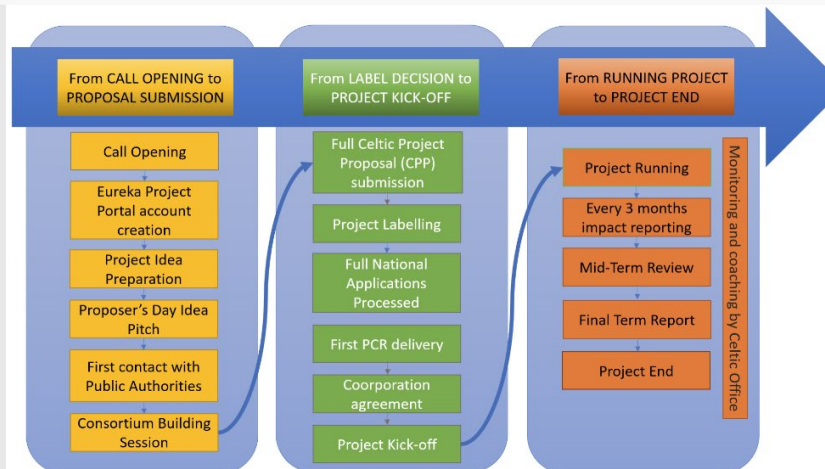 From CALL OPENING to
PROPOSAL SUBMISSION
Call Opening
Eureka Project
Portal account
creation
Project Idea
Preparation
Proposer's Day Idea
Pitch
First contact with
Public Authorities
Consortium Building
Session
From LABEL DECISION to
PROJECT KICK-OFF
Full Celtic Project
Proposal (CPP)
submission
Project Labelling
Full National
Applications
Processed
First PCR delivery
Coorporation
agreement
Project Kick-off
From RUNNING PROJECT
to PROJECT END
Project Running
Every 3 months
impact reporting
Mid-Term Review
Final Term Report
Project End
Monitoring and coaching by Celtic Office